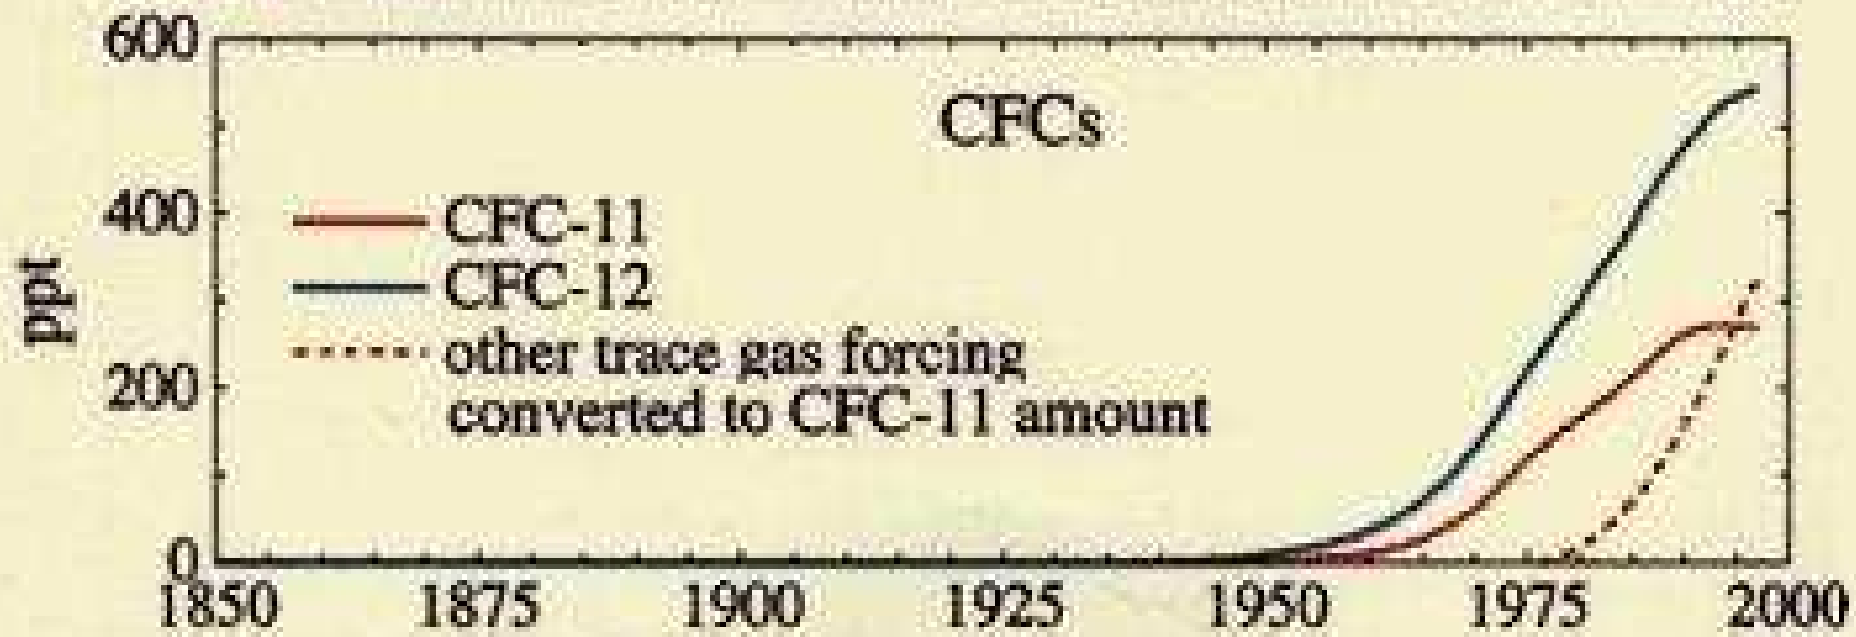 600
CFCs
400
CFC-11
CFC-12
ppt
other trace gas forcing
200
converted to CFC-11 amount
0
1850 1875 1900 1925 1950 1975 2000